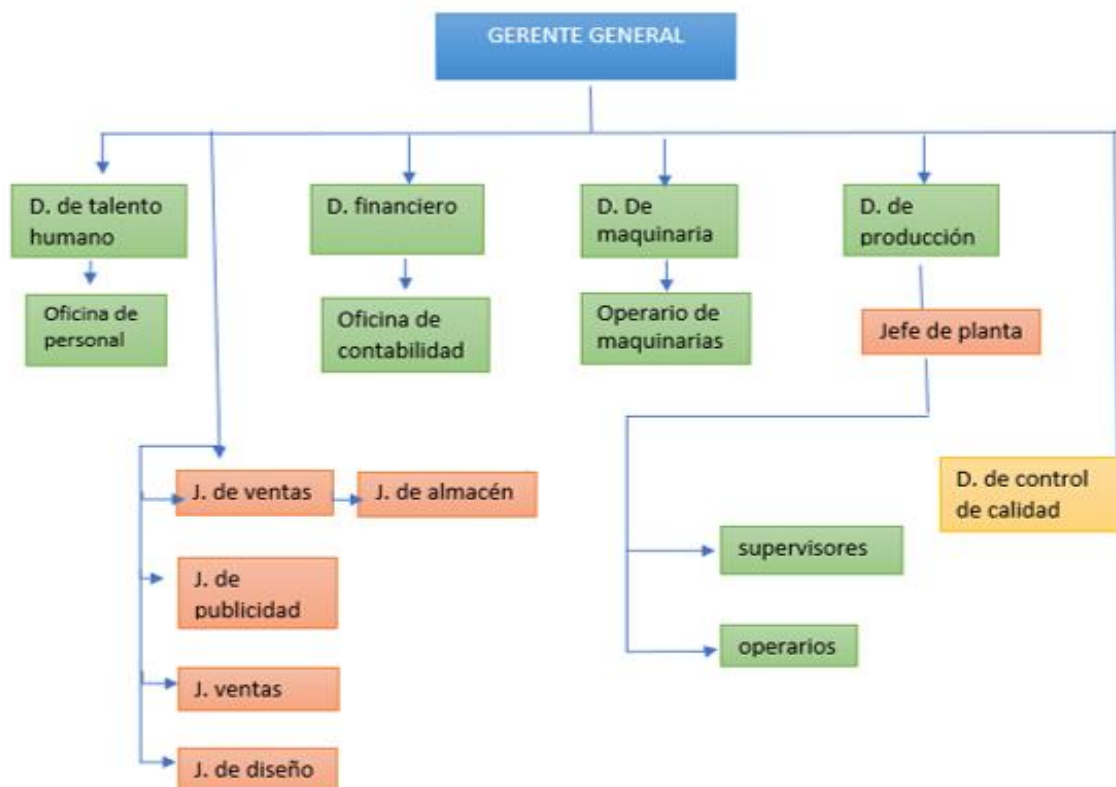 GERENTE GENERAL
D. de talento
humano
D. financiero
D. De
maquinaria
D. de
producción
Oficina de
personal
Oficina de
contabilidad
Operario de
maquinarias
Jefe de planta
J. de ventas
J. de almacén
D. de control
de calidad
supervisores
J. de
publicidad
operarios
J. ventas
J. de diseño